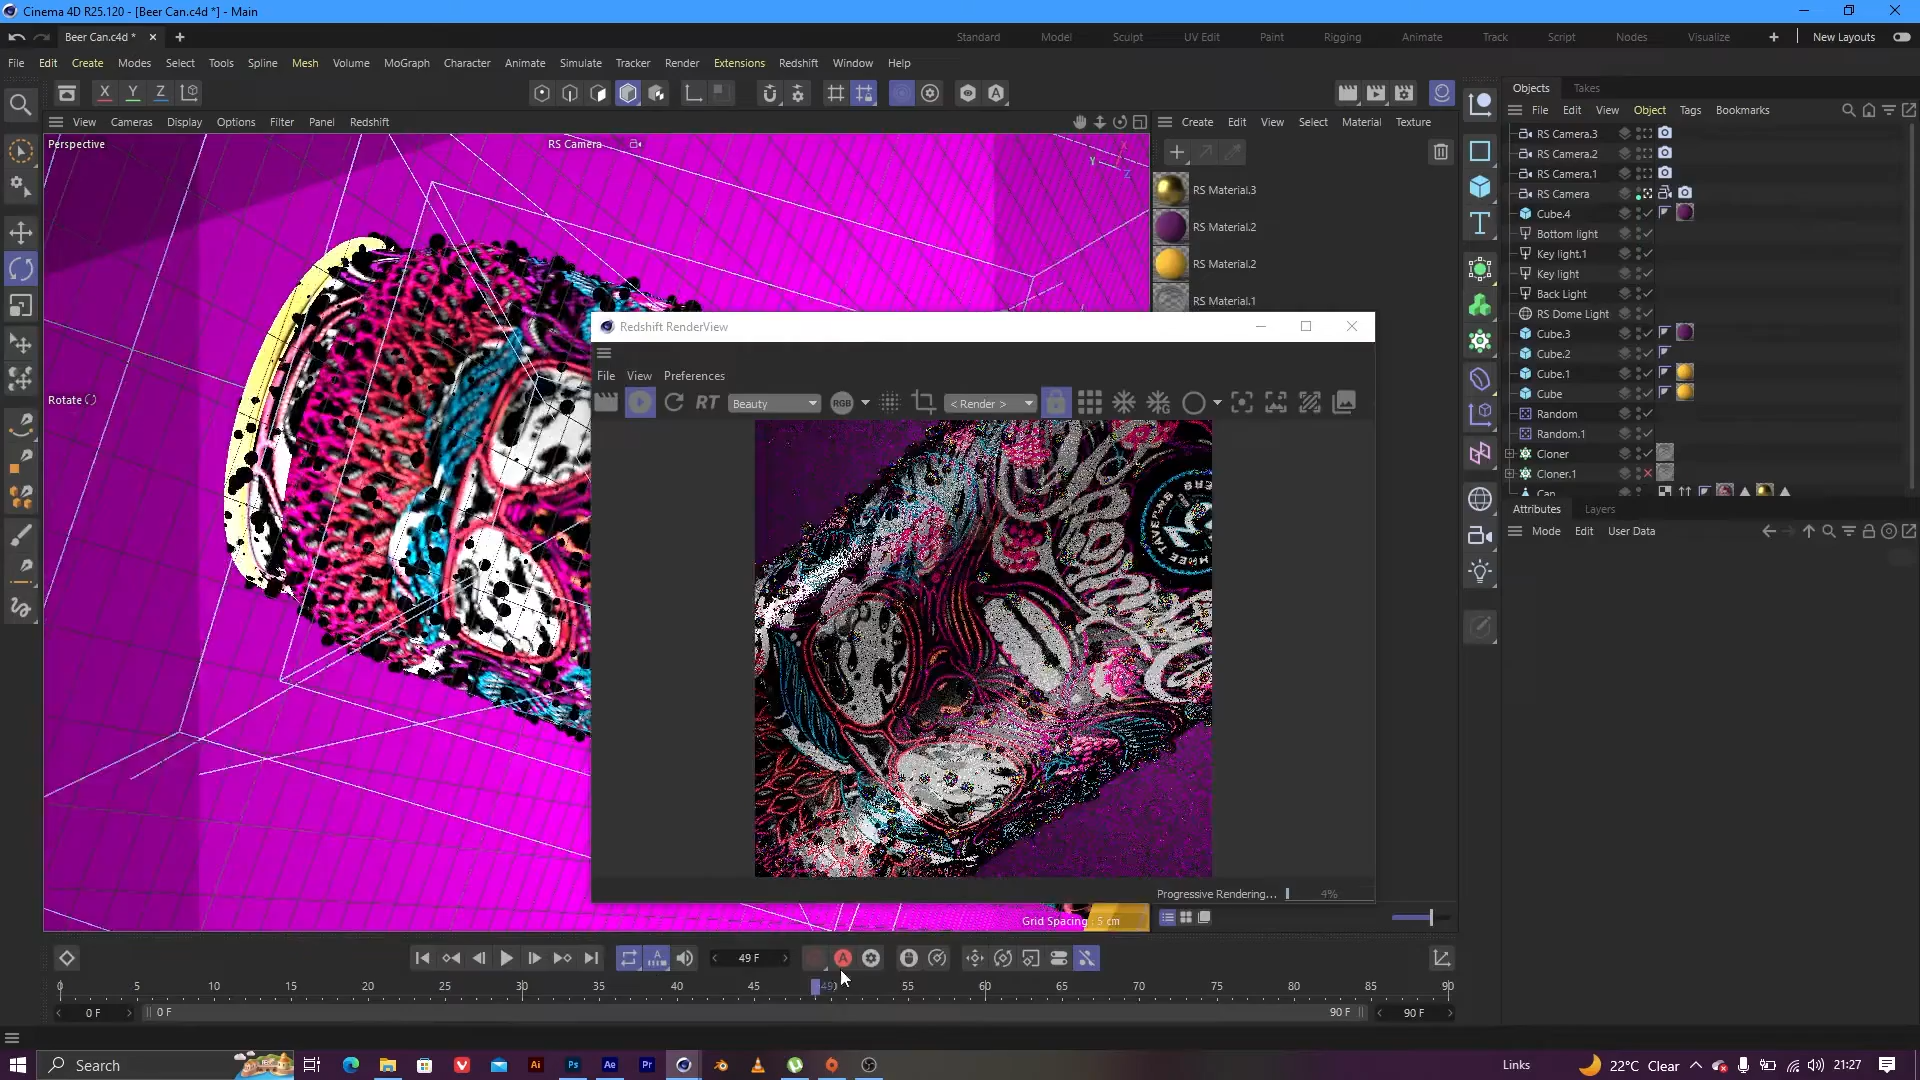 Cinema 4D R25.120 - [Beer Can.c4d *] - Main
Beer Can.c4d *
Standard Model Sculpt UV Edit Paint Rigging Animate Track Script Nodes Visualize New Layouts
File Edit Create Modes Select Tools Spline Mesh Volume MoGraph Character Animate Simulate Tracker Render Extensions Redshift Window Help
X Y Z
View Cameras Display Options Filter Panel Redshift
Perspective
RS Camera
Y X Z
Rotate
Create Edit View Select Material Texture
RS Material.3
RS Material.2
RS Material.2
RS Material.1
Redshift RenderView
File View Preferences
RT Beauty RGB < Render >
Progressive Rendering... 4%
Grid Spacing : 5 cm
Objects Takes
File Edit View Object Tags Bookmarks
RS Camera.3
RS Camera.2
RS Camera.1
RS Camera
Cube.4
Bottom light
Key light.1
Key light
Back Light
RS Dome Light
Cube.3
Cube.2
Cube.1
Cube
Random
Random.1
Cloner
Cloner.1
Can
Attributes Layers
Mode Edit User Data
49 F
0 5 10 15 20 25 30 35 40 45 49 55 60 65 70 75 80 85 90
0 F 0 F 90 F 90 F
Search
Ai Ps Ae Pr
Links
22°C Clear
21:27